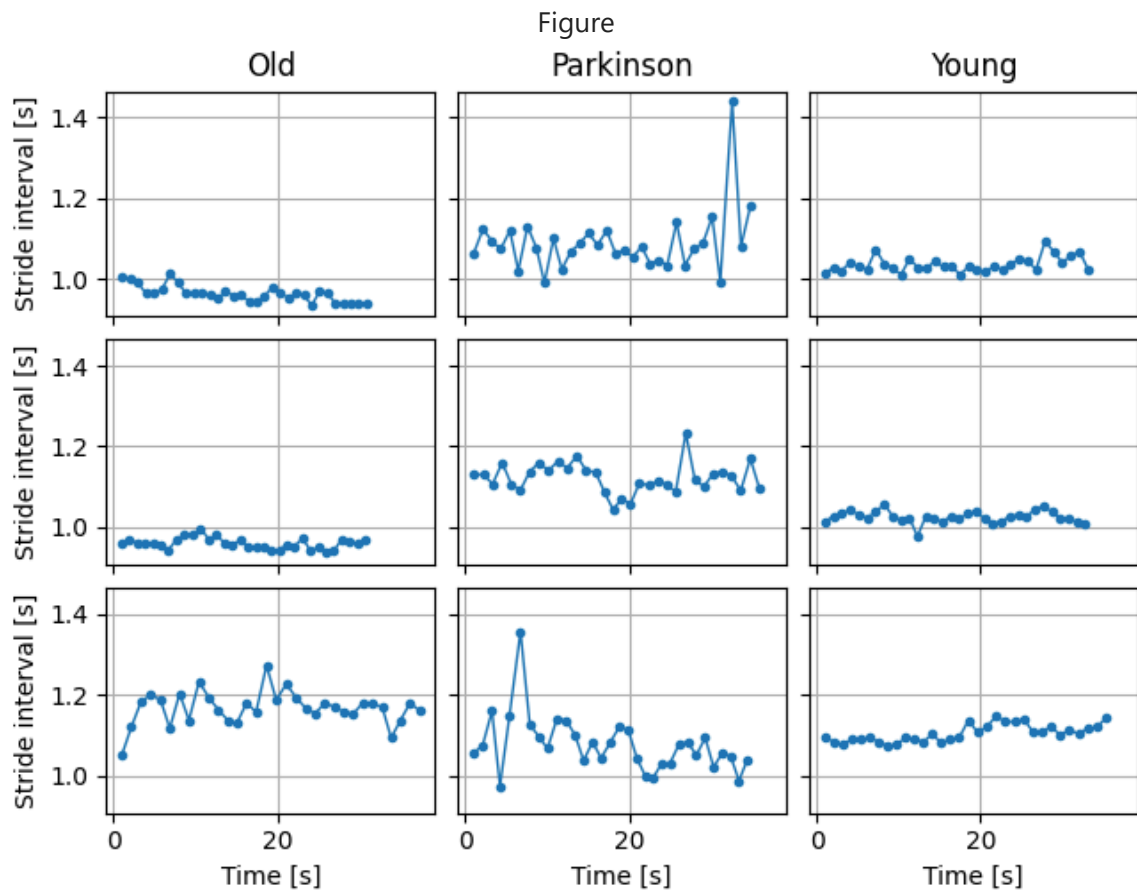 Figure
Old Parkinson Young
Stride interval [s]
1.4
1.2
1.0
Stride interval [s]
1.4
1.2
1.0
Stride interval [s]
1.4
1.2
1.0
0 20 0 20 0 20
Time [s] Time [s] Time [s]